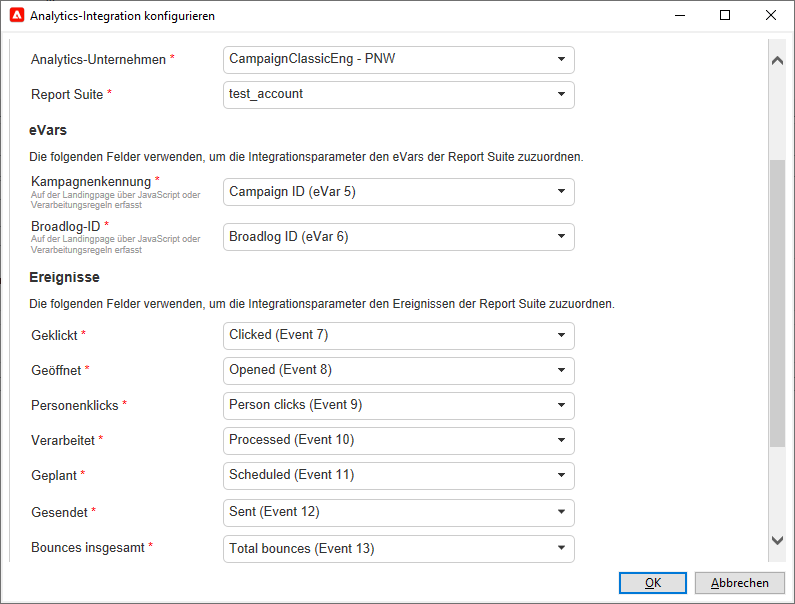 Analytics-Integration konfigurieren
Analytics-Unternehmen * CampaignClassicEng - PNW
Report Suite * test_account
eVars
Die folgenden Felder verwenden, um die Integrationsparameter den eVars der Report Suite zuzuordnen.
Kampagnenkennung * Campaign ID (eVar 5)
Auf der Landingpage über JavaScript oder
Verarbeitungsregeln erfasst
Broadlog-ID * Broadlog ID (eVar 6)
Auf der Landingpage über JavaScript oder
Verarbeitungsregeln erfasst
Ereignisse
Die folgenden Felder verwenden, um die Integrationsparameter den Ereignissen der Report Suite zuzuordnen.
Geklickt * Clicked (Event 7)
Geöffnet * Opened (Event 8)
Personenklicks * Person clicks (Event 9)
Verarbeitet * Processed (Event 10)
Geplant * Scheduled (Event 11)
Gesendet * Sent (Event 12)
Bounces insgesamt * Total bounces (Event 13)
OK Abbrechen